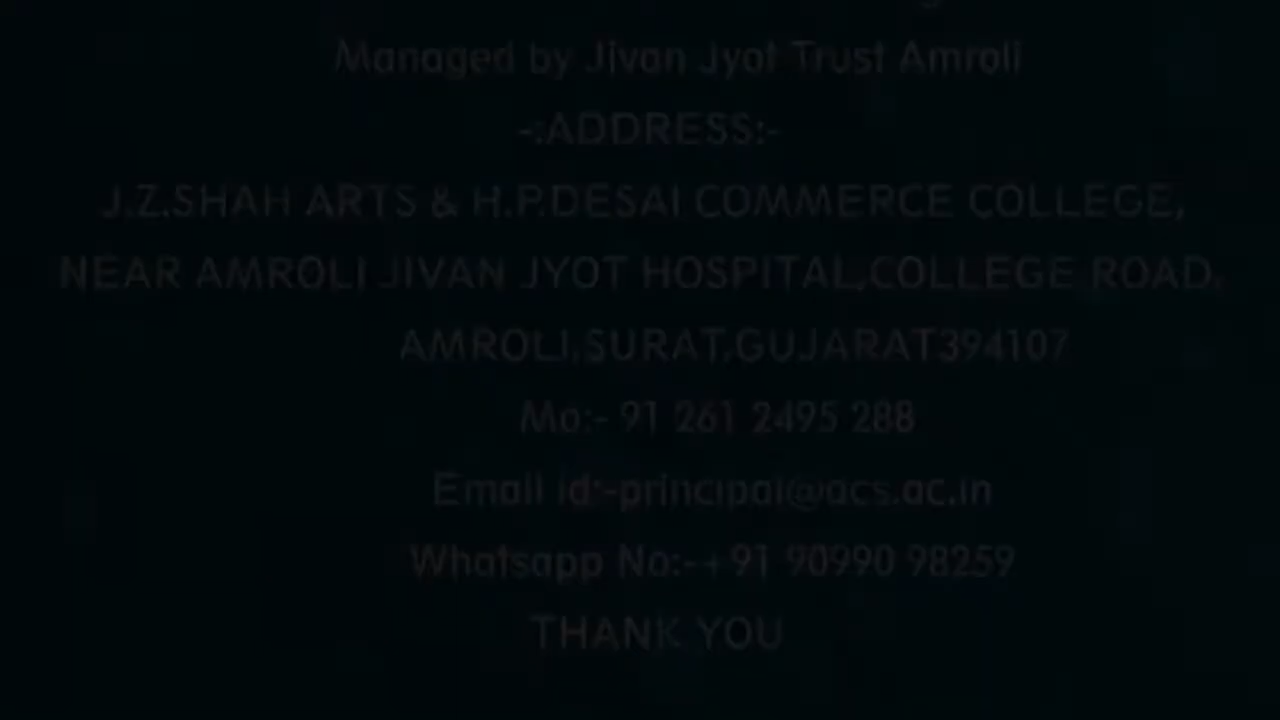 Managed by Jivan Jyot Trust Amroli
-:ADDRESS:-
J.Z.SHAH ARTS & H.P.DESAI COMMERCE COLLEGE,
NEAR AMROLI JIVAN JYOT HOSPITAL,COLLEGE ROAD,
AMROLI,SURAT,GUJARAT394107
Mo:- 91 261 2495 288
Email id:-principal@acs.ac.in
Whatsapp No:-+91 90990 98259
THANK YOU